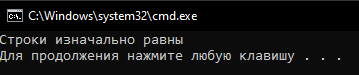 C:\Windows\system32\cmd.exe
Строки изначально равны
Для продолжения нажмите любую клавишу . . .